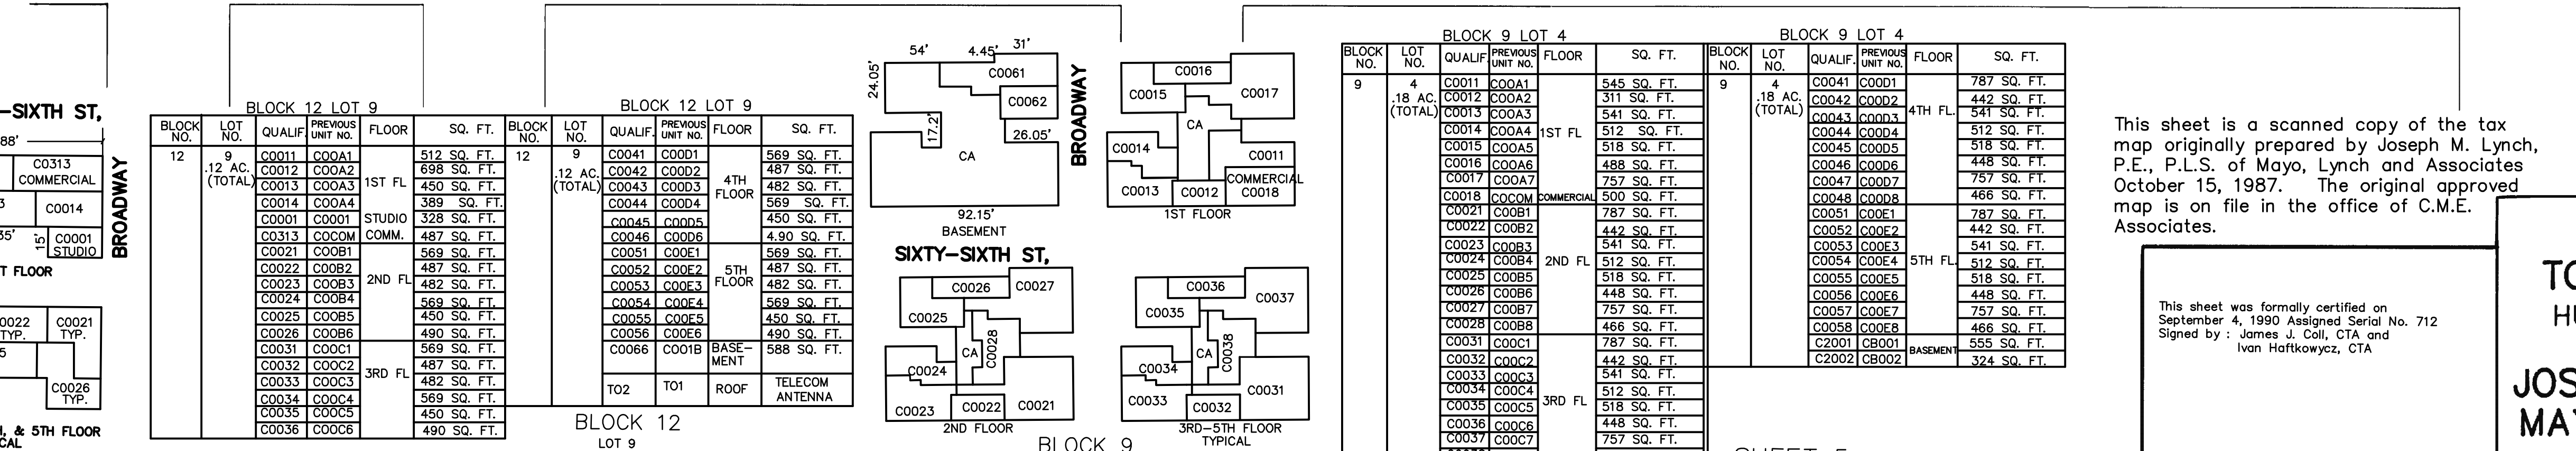 –SIXTH ST,
88'
C0313
COMMERCIAL
C0014
35'
15'
C0001
STUDIO
BROADWAY
T FLOOR
0022
TYP.
C0021
TYP.
C0026
TYP.
H, & 5TH FLOOR
ICAL
BLOCK 12 LOT 9
BLOCK NO. LOT NO. QUALIF. PREVIOUS UNIT NO. FLOOR SQ. FT.
12 9 .12 AC. (TOTAL)
C0011 C00A1 512 SQ. FT.
C0012 C00A2 698 SQ. FT.
C0013 C00A3 1ST FL 450 SQ. FT.
C0014 C00A4 389 SQ. FT.
C0001 C0001 STUDIO 328 SQ. FT.
C0313 COCOM COMM. 487 SQ. FT.
C0021 C00B1 569 SQ. FT.
C0022 C00B2 487 SQ. FT.
C0023 C00B3 2ND FL 482 SQ. FT.
C0024 C00B4 569 SQ. FT.
C0025 C00B5 450 SQ. FT.
C0026 C00B6 490 SQ. FT.
C0031 C00C1 569 SQ. FT.
C0032 C00C2 487 SQ. FT.
C0033 C00C3 3RD FL 482 SQ. FT.
C0034 C00C4 569 SQ. FT.
C0035 C00C5 450 SQ. FT.
C0036 C00C6 490 SQ. FT.
BLOCK 12 LOT 9
BLOCK NO. LOT NO. QUALIF. PREVIOUS UNIT NO. FLOOR SQ. FT.
12 9 .12 AC. (TOTAL)
C0041 C00D1 569 SQ. FT.
C0042 C00D2 487 SQ. FT.
C0043 C00D3 4TH FLOOR 482 SQ. FT.
C0044 C00D4 569 SQ. FT.
C0045 C00D5 450 SQ. FT.
C0046 C00D6 4.90 SQ. FT.
C0051 C00E1 569 SQ. FT.
C0052 C00E2 5TH FLOOR 487 SQ. FT.
C0053 C00E3 482 SQ. FT.
C0054 C00E4 569 SQ. FT.
C0055 C00E5 450 SQ. FT.
C0056 C00E6 490 SQ. FT.
C0066 C001B BASE–MENT 588 SQ. FT.
TO2 TO1 ROOF TELECOM ANTENNA
BLOCK 12
LOT 9
54'
4.45'
31'
24.05'
C0061
C0062
17.2'
26.05'
CA
92.15'
BASEMENT
BROADWAY
SIXTY–SIXTH ST,
C0016
C0015
C0017
CA
C0014
C0011
C0013
C0012
COMMERCIAL
C0018
1ST FLOOR
C0026
C0027
C0025
CA
C0028
C0024
C0023
C0022
C0021
2ND FLOOR
C0036
C0037
C0035
CA
C0038
C0034
C0031
C0033
C0032
3RD–5TH FLOOR
TYPICAL
BLOCK 9
BLOCK 9 LOT 4
BLOCK NO. LOT NO. QUALIF. PREVIOUS UNIT NO. FLOOR SQ. FT.
9 4 .18 AC. (TOTAL)
C0011 C00A1 545 SQ. FT.
C0012 C00A2 311 SQ. FT.
C0013 C00A3 541 SQ. FT.
C0014 C00A4 1ST FL 512 SQ. FT.
C0015 C00A5 518 SQ. FT.
C0016 C00A6 488 SQ. FT.
C0017 C00A7 757 SQ. FT.
C0018 COCOM COMMERCIAL 500 SQ. FT.
C0021 C00B1 787 SQ. FT.
C0022 C00B2 442 SQ. FT.
C0023 C00B3 541 SQ. FT.
C0024 C00B4 2ND FL 512 SQ. FT.
C0025 C00B5 518 SQ. FT.
C0026 C00B6 448 SQ. FT.
C0027 C00B7 757 SQ. FT.
C0028 C00B8 466 SQ. FT.
C0031 C00C1 787 SQ. FT.
C0032 C00C2 442 SQ. FT.
C0033 C00C3 541 SQ. FT.
C0034 C00C4 3RD FL 512 SQ. FT.
C0035 C00C5 518 SQ. FT.
C0036 C00C6 448 SQ. FT.
C0037 C00C7 757 SQ. FT.
BLOCK 9 LOT 4
BLOCK NO. LOT NO. QUALIF. PREVIOUS UNIT NO. FLOOR SQ. FT.
9 4 .18 AC. (TOTAL)
C0041 C00D1 787 SQ. FT.
C0042 C00D2 442 SQ. FT.
C0043 C00D3 4TH FL. 541 SQ. FT.
C0044 C00D4 512 SQ. FT.
C0045 C00D5 518 SQ. FT.
C0046 C00D6 448 SQ. FT.
C0047 C00D7 757 SQ. FT.
C0048 C00D8 466 SQ. FT.
C0051 C00E1 787 SQ. FT.
C0052 C00E2 442 SQ. FT.
C0053 C00E3 541 SQ. FT.
C0054 C00E4 5TH FL. 512 SQ. FT.
C0055 C00E5 518 SQ. FT.
C0056 C00E6 448 SQ. FT.
C0057 C00E7 757 SQ. FT.
C0058 C00E8 466 SQ. FT.
C2001 CB001 BASEMENT 555 SQ. FT.
C2002 CB002 324 SQ. FT.
This sheet is a scanned copy of the tax
map originally prepared by Joseph M. Lynch,
P.E., P.L.S. of Mayo, Lynch and Associates
October 15, 1987. The original approved
map is on file in the office of C.M.E.
Associates.
This sheet was formally certified on
September 4, 1990 Assigned Serial No. 712
Signed by : James J. Coll, CTA and
Ivan Haftkowycz, CTA
TO
HU
JOS
MAY